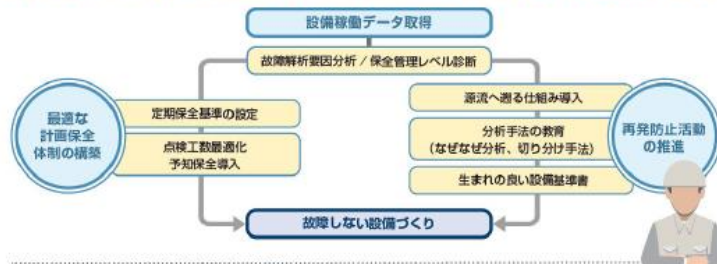 設備稼働データ取得
故障解析要因分析 / 保全管理レベル診断
最適な
計画保全
体制の構築
定期保全基準の設定
点検工数最適化
予知保全導入
源流へ遡る仕組み導入
分析手法の教育
(なぜなぜ分析、切り分け手法)
生まれの良い設備基準書
再発防止活動
の推進
故障しない設備づくり